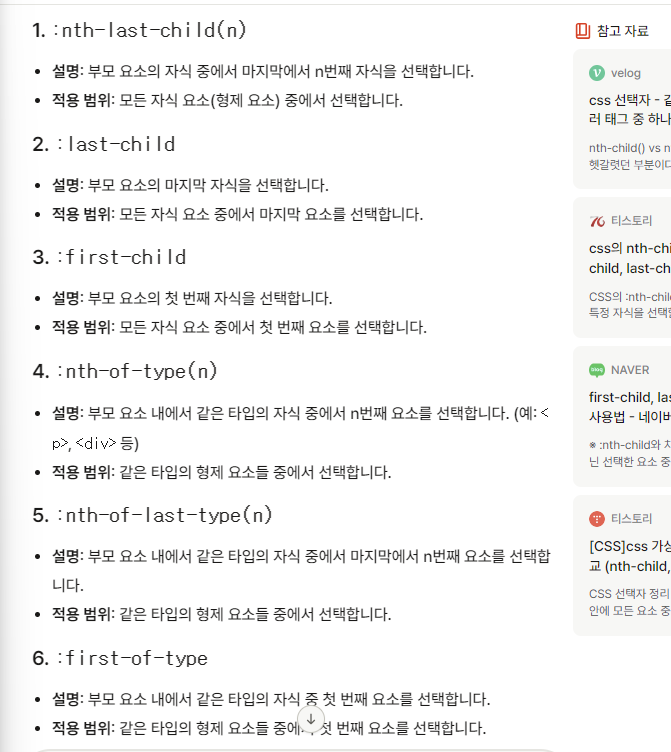 1. :nth-last-child(n)
• 설명: 부모 요소의 자식 중에서 마지막에서 n번째 자식을 선택합니다.
• 적용 범위: 모든 자식 요소(형제 요소) 중에서 선택합니다.
2. :last-child
• 설명: 부모 요소의 마지막 자식을 선택합니다.
• 적용 범위: 모든 자식 요소 중에서 마지막 요소를 선택합니다.
3. :first-child
• 설명: 부모 요소의 첫 번째 자식을 선택합니다.
• 적용 범위: 모든 자식 요소 중에서 첫 번째 요소를 선택합니다.
4. :nth-of-type(n)
• 설명: 부모 요소 내에서 같은 타입의 자식 중에서 n번째 요소를 선택합니다. (예: <
p>, <div> 등)
• 적용 범위: 같은 타입의 형제 요소들 중에서 선택합니다.
5. :nth-of-last-type(n)
• 설명: 부모 요소 내에서 같은 타입의 자식 중에서 마지막에서 n번째 요소를 선택합
니다.
• 적용 범위: 같은 타입의 형제 요소들 중에서 선택합니다.
6. :first-of-type
• 설명: 부모 요소 내에서 같은 타입의 자식 중 첫 번째 요소를 선택합니다.
• 적용 범위: 같은 타입의 형제 요소들 중에 첫 번째 요소를 선택합니다.
참고 자료
velog
css 선택자 -
러 태그 중 하나
nth-child() vs n
헷갈렸던 부분이다
티스토리
css의 nth-chi
child, last-ch
CSS의 :nth-chil
특정 자식을 선택
blog NAVER
first-child, las
사용법 - 네이버
※ :nth-child와 차
닌 선택한 요소 중
티스토리
[CSS]css 가상
교 (nth-child,
CSS 선택자 정리
안에 모든 요소 중